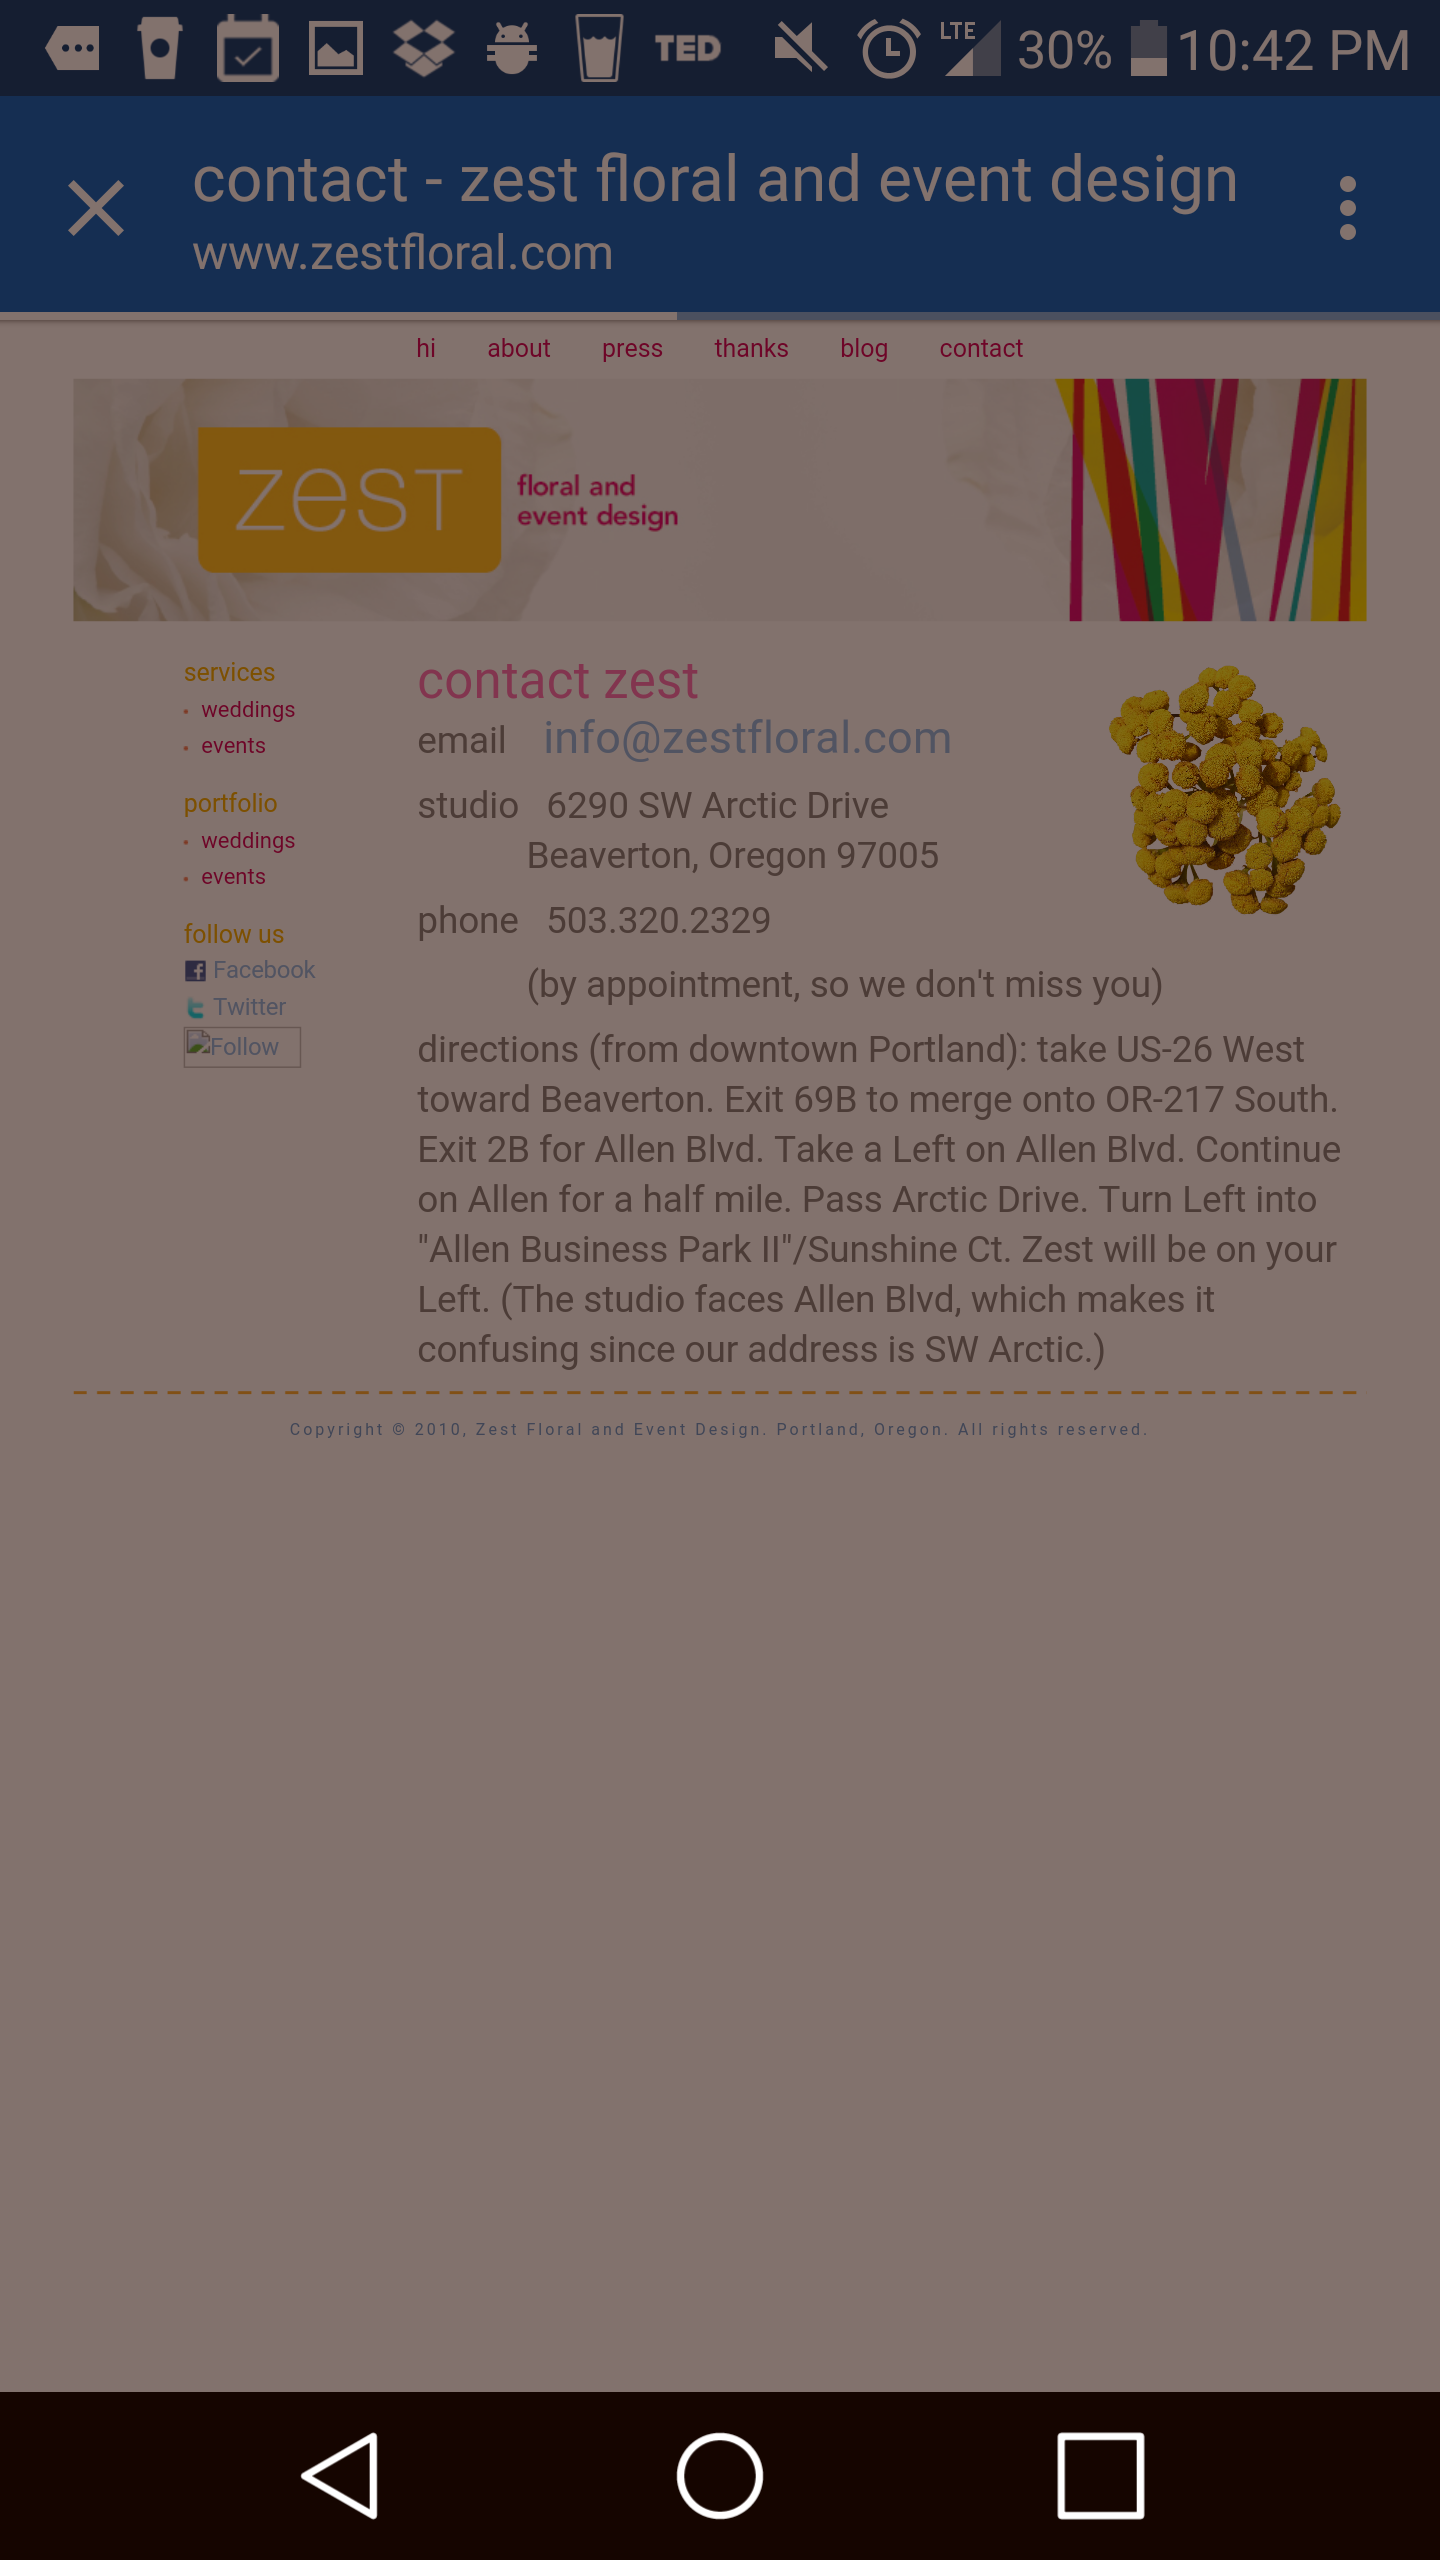 TED LTE 30% 10:42 PM
contact - zest floral and event design
www.zestfloral.com
hi about press thanks blog contact
zest
floral and
event design
services
weddings
events
portfolio
weddings
events
follow us
Facebook
Twitter
Follow
contact zest
email info@zestfloral.com
studio 6290 SW Arctic Drive
Beaverton, Oregon 97005
phone 503.320.2329
(by appointment, so we don't miss you)
directions (from downtown Portland): take US-26 West
toward Beaverton. Exit 69B to merge onto OR-217 South.
Exit 2B for Allen Blvd. Take a Left on Allen Blvd. Continue
on Allen for a half mile. Pass Arctic Drive. Turn Left into
"Allen Business Park II"/Sunshine Ct. Zest will be on your
Left. (The studio faces Allen Blvd, which makes it
confusing since our address is SW Arctic.)
Copyright © 2010, Zest Floral and Event Design. Portland, Oregon. All rights reserved.